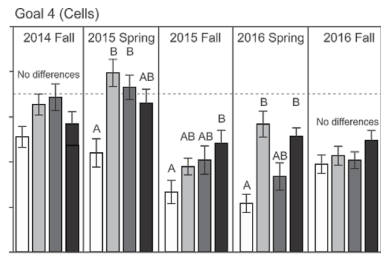 Goal 4 (Cells)
2014 Fall 2015 Spring 2015 Fall 2016 Spring 2016 Fall
No differences
A B B AB
A AB AB B
A B AB B
No differences